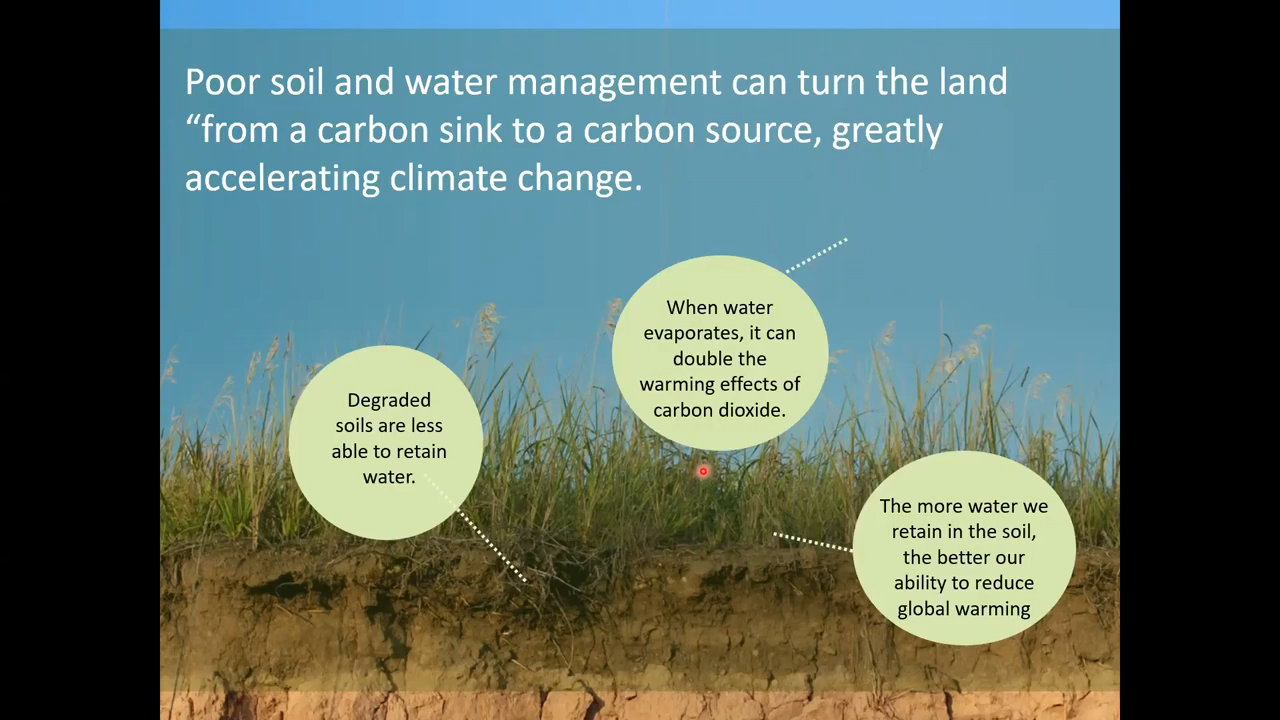 Poor soil and water management can turn the land
“from a carbon sink to a carbon source, greatly
accelerating climate change.
When water
evaporates, it can
double the
warming effects of
carbon dioxide.
Degraded
soils are less
able to retain
water.
The more water we
retain in the soil,
the better our
ability to reduce
global warming